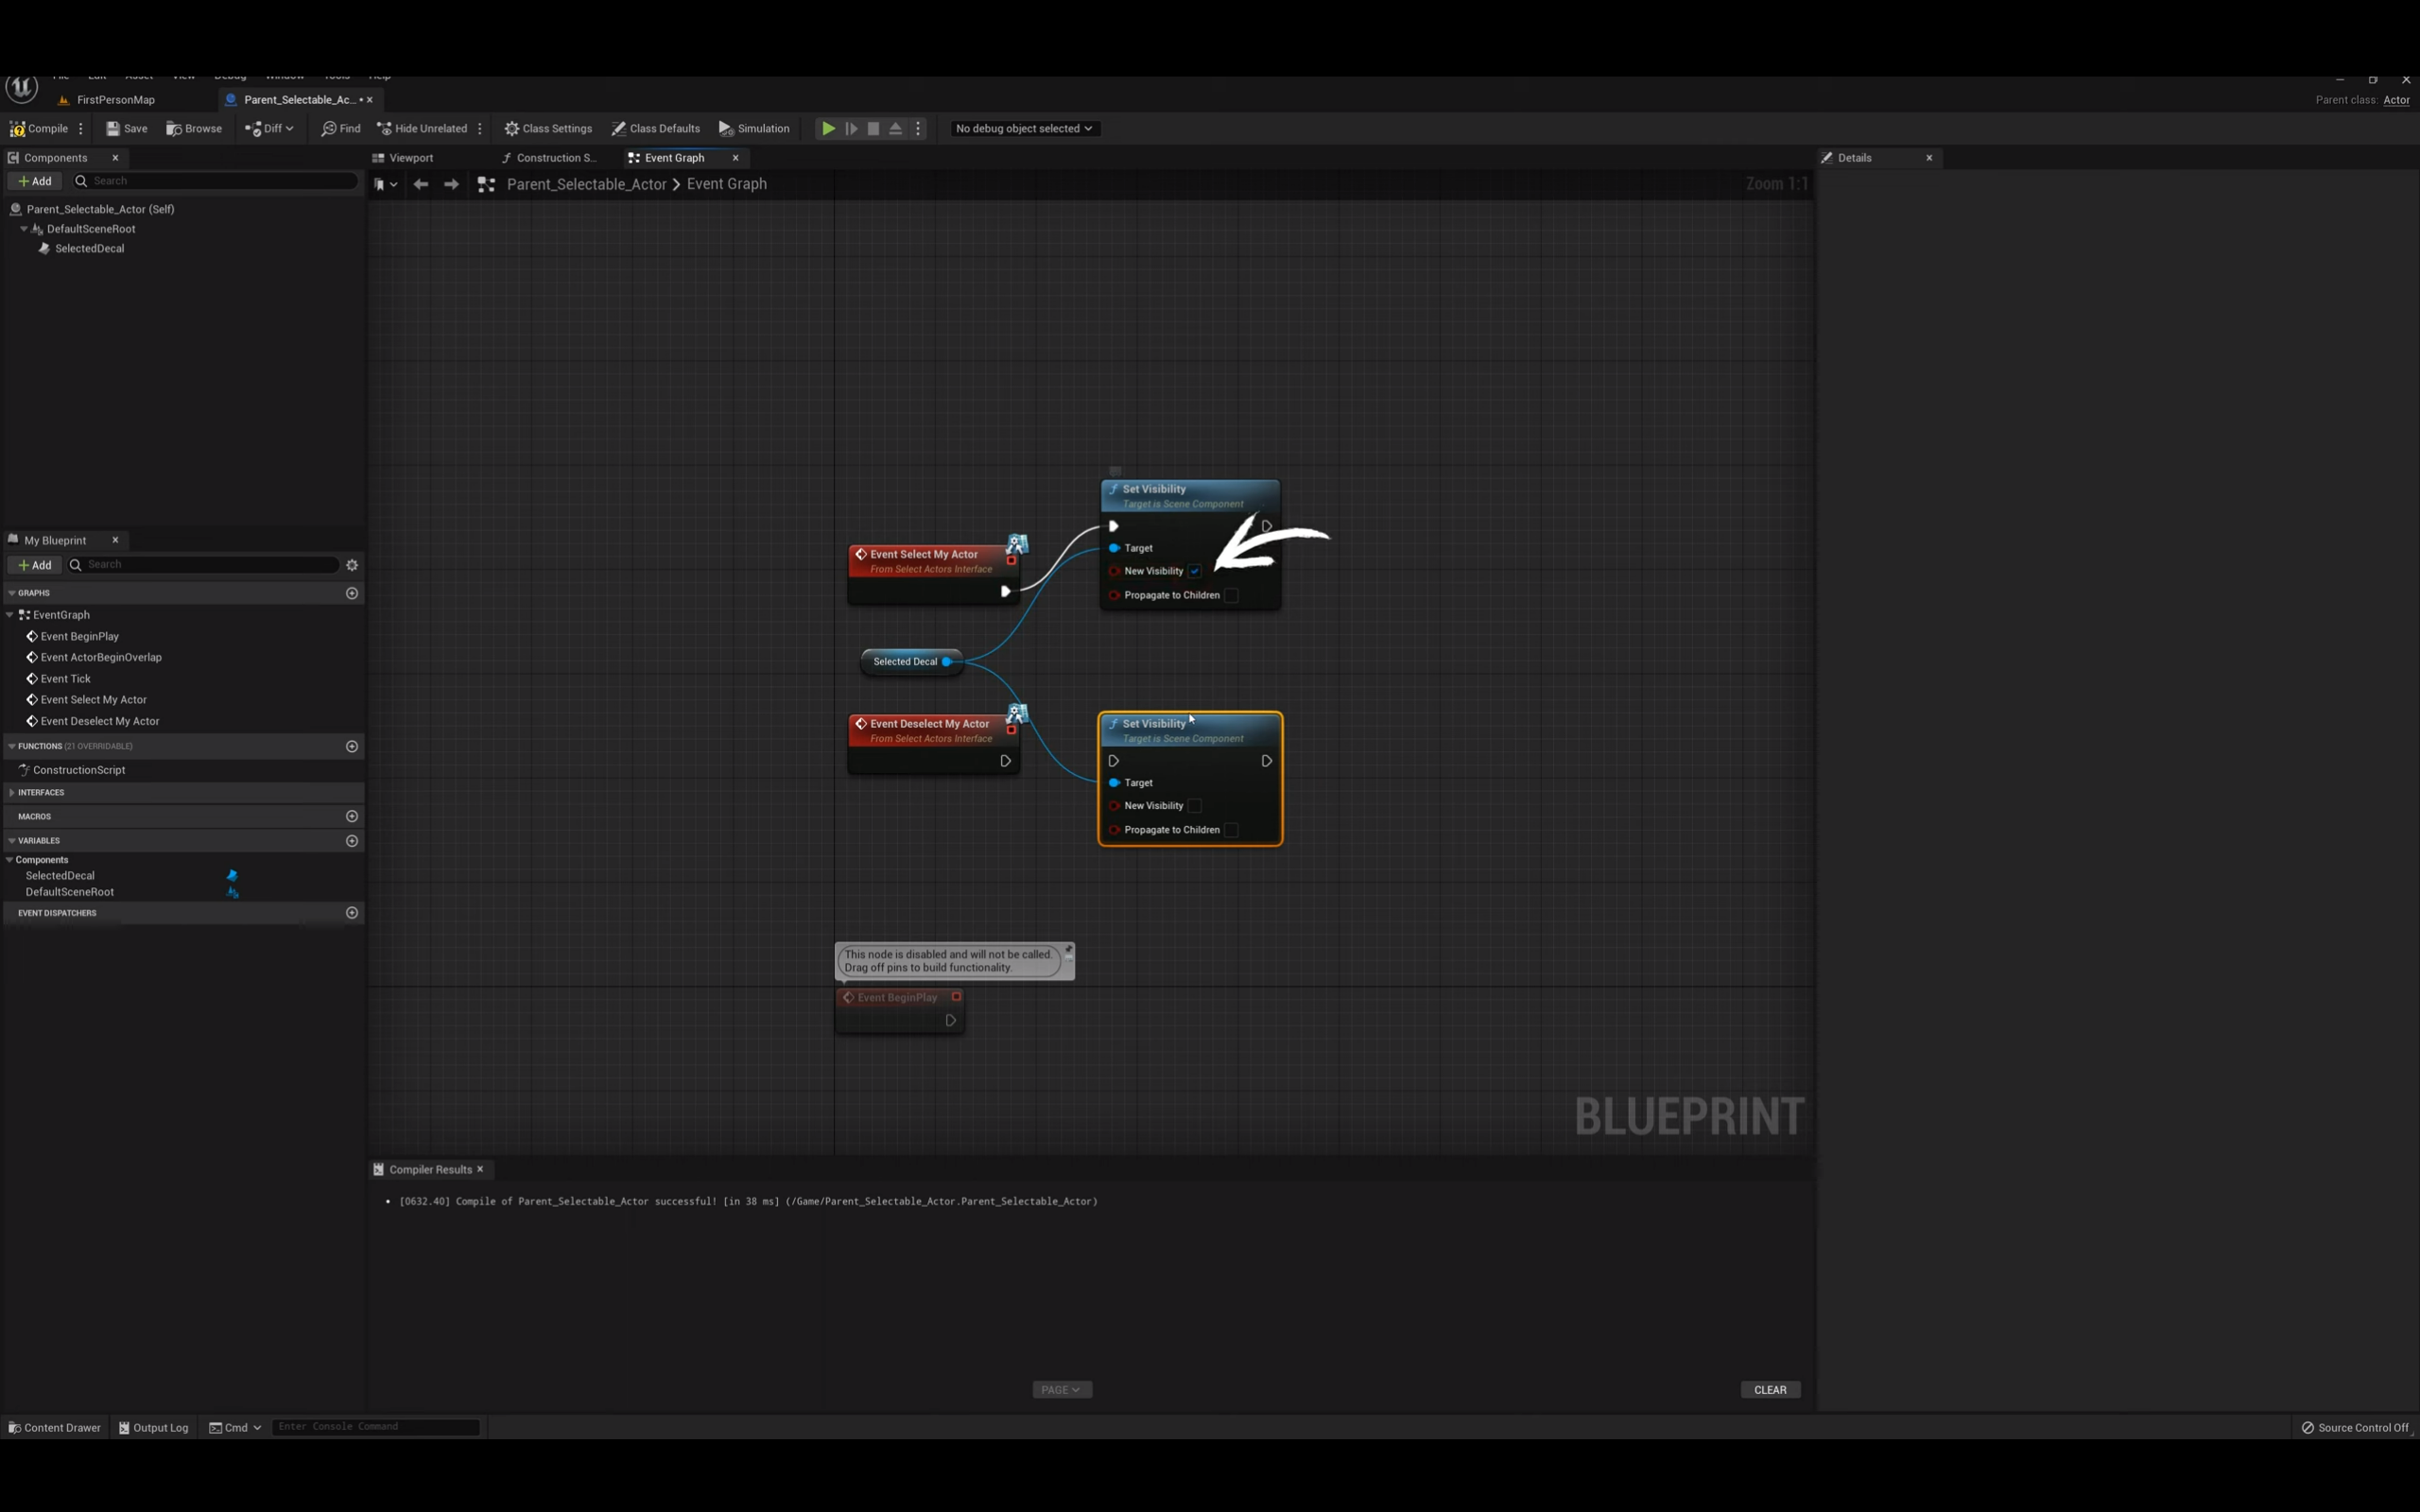 File Edit Asset View Debug Window Tools Help
FirstPersonMap
Parent_Selectable_Ac... •
Parent class: Actor
Compile
Save
Browse
Diff
Find
Hide Unrelated
Class Settings
Class Defaults
Simulation
No debug object selected
Components
Viewport
Construction S...
Event Graph
Details
Add
Search
Parent_Selectable_Actor > Event Graph
Zoom 1:1
Parent_Selectable_Actor (Self)
DefaultSceneRoot
SelectedDecal
My Blueprint
Add
Search
GRAPHS
EventGraph
Event BeginPlay
Event ActorBeginOverlap
Event Tick
Event Select My Actor
Event Deselect My Actor
FUNCTIONS (21 OVERRIDABLE)
ConstructionScript
INTERFACES
MACROS
VARIABLES
Components
SelectedDecal
DefaultSceneRoot
EVENT DISPATCHERS
Set Visibility
Target is Scene Component
Target
New Visibility
Propagate to Children
Event Select My Actor
From Select Actors Interface
Selected Decal
Event Deselect My Actor
From Select Actors Interface
Set Visibility
Target is Scene Component
Target
New Visibility
Propagate to Children
This node is disabled and will not be called.
Drag off pins to build functionality.
Event BeginPlay
BLUEPRINT
Compiler Results
[0632.40] Compile of Parent_Selectable_Actor successful! [in 38 ms] (/Game/Parent_Selectable_Actor.Parent_Selectable_Actor)
PAGE
CLEAR
Content Drawer
Output Log
Cmd
Enter Console Command
Source Control Off